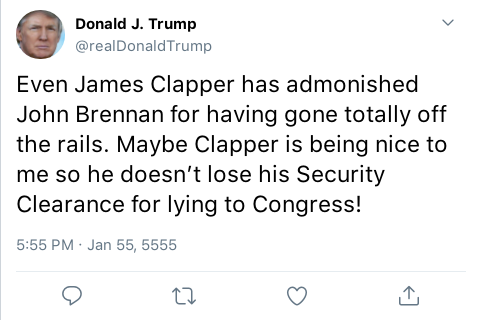 Donald J. Trump
@realDonaldTrump
Even James Clapper has admonished
John Brennan for having gone totally off
the rails. Maybe Clapper is being nice to
me so he doesn’t lose his Security
Clearance for lying to Congress!
5:55 PM · Jan 55, 5555